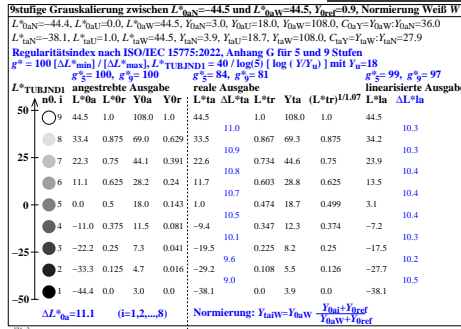 9stufige Grauskalierung zwischen L*0aN=−44.5 und L*0aW=44.5, Y0ref=0.9, Normierung Weiß W
L*0aN=−44.4, L*0aU=0.0, L*0aW=44.5, Y0aN=3.0, Y0aU=18.0, Y0aW=108.0, C0aY=Y0aW:Y0aN=36.0
L*taN=−38.1, L*taU=1.0, L*taW=44.5, YtaN=3.9, YtaU=18.7, YtaW=108.0, CtaY=YtaW:YtaN=27.9
Regularitätsindex nach ISO/IEC 15775:2022, Anhang G für 5 und 9 Stufen
g* = 100 [ΔL*min] / [ΔL*max], L*TUBJND1 = 40 / log(5) [ log ( Y/Yu) ] mit Yu=18
g*5= 100, g*9= 100 g*5= 84, g*9= 81 g*5= 99, g*9= 97
L*TUBJND1 angestrebte Ausgabe reale Ausgabe linearisierte Ausgabe
n0. i L*0a L*0r Y0a Y0r L*ta ΔL*ta L*tr Yta (L*tr)1/1.07 L*la ΔL*la
9 44.5 1.0 108.0 1.0 44.5 1.0 108.0 1.0 44.5
11.0 10.3
8 33.4 0.875 69.0 0.629 33.5 0.867 69.3 0.875 34.2
10.9 10.3
7 22.3 0.75 44.1 0.391 22.6 0.734 44.6 0.75 23.9
10.8 10.4
6 11.1 0.625 28.2 0.24 11.7 0.603 28.8 0.625 13.5
10.7 10.4
0 5 0.0 0.5 18.0 0.143 1.0 0.474 18.7 0.499 3.1
10.5 10.4
4 −11.0 0.375 11.5 0.081 −9.4 0.347 12.3 0.374 −7.2
10.1 10.3
−25 3 −22.2 0.25 7.3 0.041 −19.5 0.225 8.2 0.25 −17.5
9.6 10.2
2 −33.3 0.125 4.7 0.016 −29.2 0.108 5.5 0.126 −27.7
9.0 10.5
−50 1 −44.4 0.0 3.0 0.0 −38.1 0.0 3.9 0.0 −38.1
25
50
ΔL*0a=11.1 (i=1,2,...,8) Normierung: YtaiW=Y0aW Y0ai+Y0ref
Y0aW+Y0ref